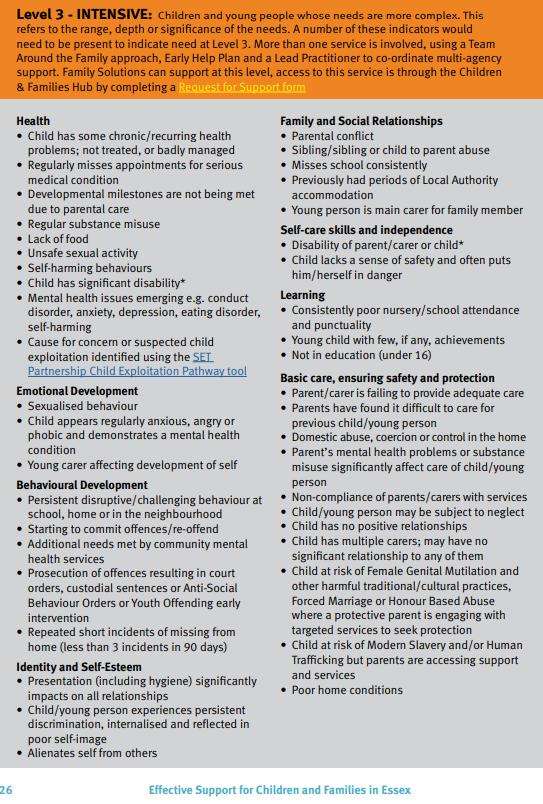 Level 3 - INTENSIVE: Children and young people whose needs are more complex. This
refers to the range, depth or significance of the needs. A number of these indicators would
need to be present to indicate need at Level 3. More than one service is involved, using a Team
Around the Family approach, Early Help Plan and a Lead Practitioner to co-ordinate multi-agency
support. Family Solutions can support at this level, access to this service is through the Children
& Families Hub by completing a Request for Support form
Health
• Child has some chronic/recurring health
problems; not treated, or badly managed
• Regularly misses appointments for serious
medical condition
• Developmental milestones are not being met
due to parental care
• Regular substance misuse
• Lack of food
• Unsafe sexual activity
• Self-harming behaviours
• Child has significant disability*
• Mental health issues emerging e.g. conduct
disorder, anxiety, depression, eating disorder,
self-harming
• Cause for concern or suspected child
exploitation identified using the SET
Partnership Child Exploitation Pathway tool
Emotional Development
• Sexualised behaviour
• Child appears regularly anxious, angry or
phobic and demonstrates a mental health
condition
• Young carer affecting development of self
Behavioural Development
• Persistent disruptive/challenging behaviour at
school, home or in the neighbourhood
• Starting to commit offences/re-offend
• Additional needs met by community mental
health services
• Prosecution of offences resulting in court
orders, custodial sentences or Anti-Social
Behaviour Orders or Youth Offending early
intervention
• Repeated short incidents of missing from
home (less than 3 incidents in 90 days)
Identity and Self-Esteem
• Presentation (including hygiene) significantly
impacts on all relationships
• Child/young person experiences persistent
discrimination, internalised and reflected in
poor self-image
• Alienates self from others
Family and Social Relationships
• Parental conflict
• Sibling/sibling or child to parent abuse
• Misses school consistently
• Previously had periods of Local Authority
accommodation
• Young person is main carer for family member
Self-care skills and independence
• Disability of parent/carer or child*
• Child lacks a sense of safety and often puts
him/herself in danger
Learning
• Consistently poor nursery/school attendance
and punctuality
• Young child with few, if any, achievements
• Not in education (under 16)
Basic care, ensuring safety and protection
• Parent/carer is failing to provide adequate care
• Parents have found it difficult to care for
previous child/young person
• Domestic abuse, coercion or control in the home
• Parent's mental health problems or substance
misuse significantly affect care of child/young
person
• Non-compliance of parents/carers with services
• Child/young person may be subject to neglect
• Child has no positive relationships
• Child has multiple carers; may have no
significant relationship to any of them
• Child at risk of Female Genital Mutilation and
other harmful traditional/cultural practices,
Forced Marriage or Honour Based Abuse
where a protective parent is engaging with
targeted services to seek protection
• Child at risk of Modern Slavery and/or Human
Trafficking but parents are accessing support
and services
• Poor home conditions
26 Effective Support for Children and Families in Essex